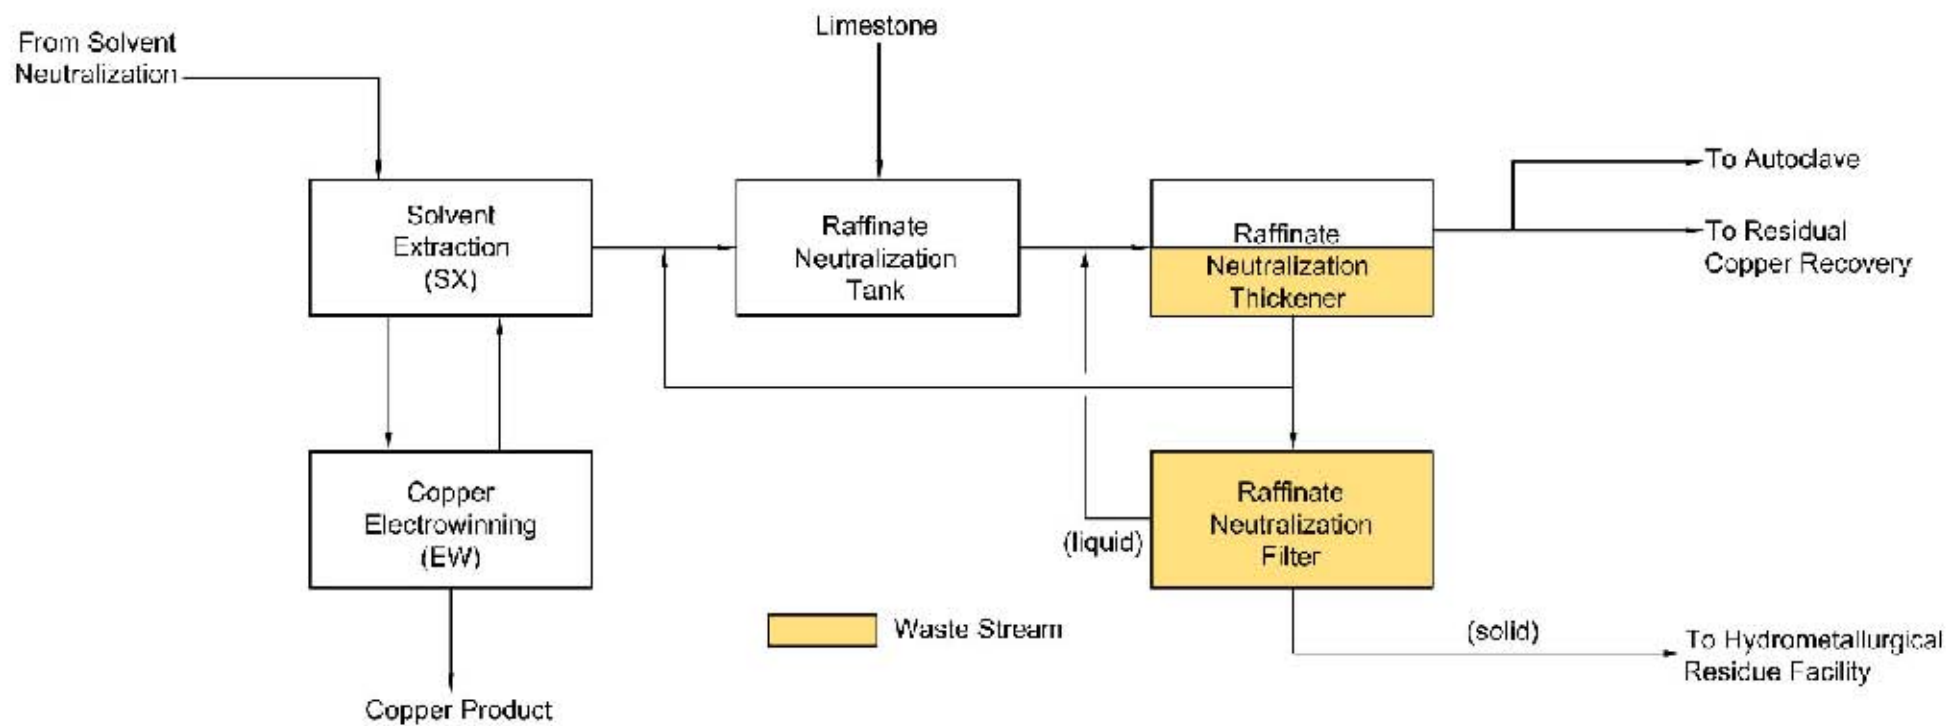 From Solvent
Neutralization
Limestone
Solvent
Extraction
(SX)
Raffinate
Neutralization
Tank
Raffinate
Neutralization
Thickener
To Autoclave
To Residual
Copper Recovery
Copper
Electrowinning
(EW)
Raffinate
Neutralization
Filter
(liquid)
Waste Stream
(solid)
To Hydrometallurgical
Residue Facility
Copper Product